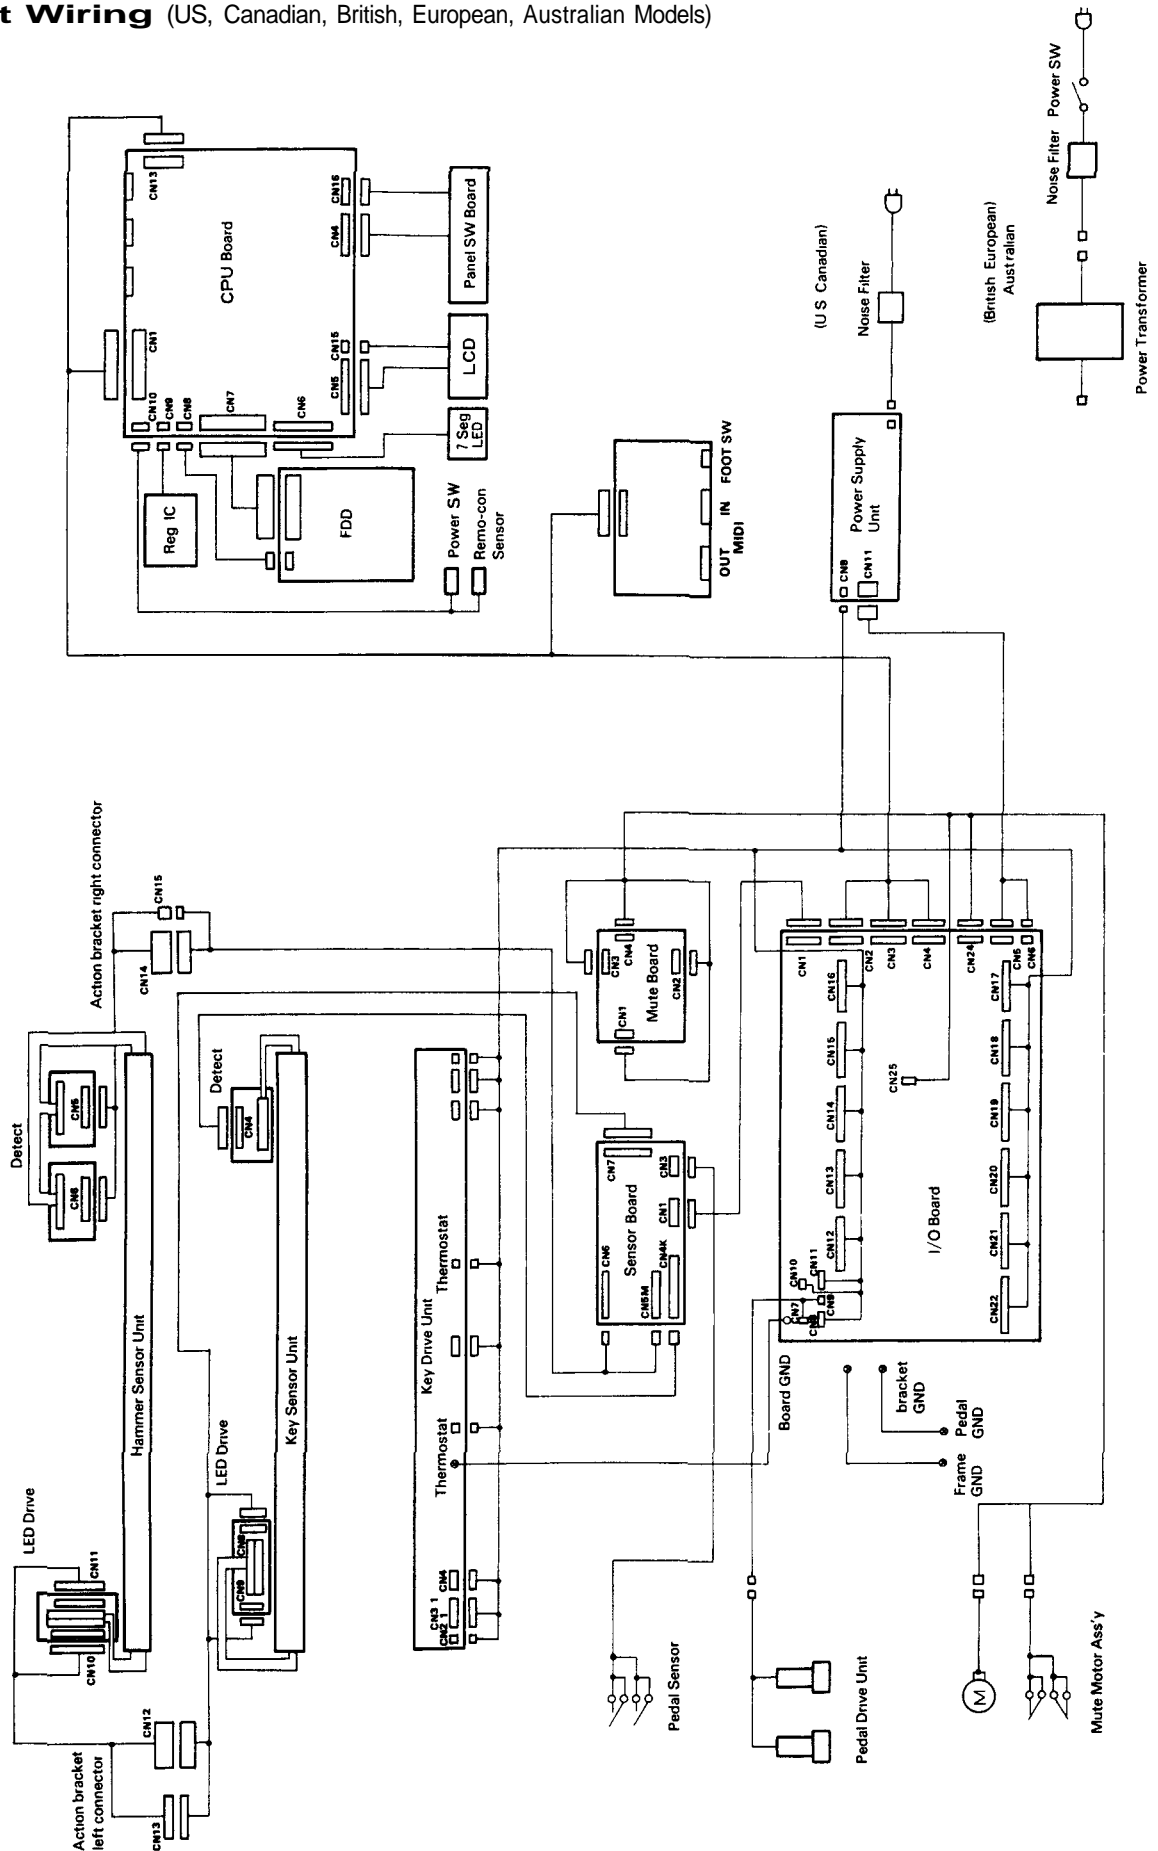 t Wiring (US, Canadian, British, European, Australian Models)
Power SW
Noise Filter
(British European)
Australian
Power Transformer
(U S Canadian)
Noise Filter
Power Supply
Unit
CN8
CN11
CN13
CPU Board
CN16
CN4
Panel SW Board
CN1
CN15
CN5
LCD
CN10
CN9
CN8
CN7
CN6
7 Seg
LED
Reg IC
FDD
Power SW
Remo-con
Sensor
OUT IN FOOT SW
MIDI
Action bracket right connector
CN15
CN14
Detect
CN5
CN6
Hammer Sensor Unit
LED Drive
CN11
CN10
CN12
Action bracket
left connector
CN13
Detect
CN4
Key Sensor Unit
LED Drive
CN8
CN9
Thermostat
Key Drive Unit
Thermostat
CN4
CN3 1
CN2 1
CN3
CN4
CN1
CN2
Mute Board
CN7
CN3
CN1
CN6
Sensor Board
CN5M
CN4K
CN1
CN2
CN3
CN4
CN24
CN5
CN6
CN16
CN17
CN15
CN18
CN25
CN14
CN19
CN13
CN20
CN12
CN21
CN11
CN10
CN9
CN7
CN8
CN22
I/O Board
Board GND
bracket
GND
Pedal
GND
Frame
GND
Pedal Sensor
Pedal Drive Unit
M
Mute Motor Ass'y